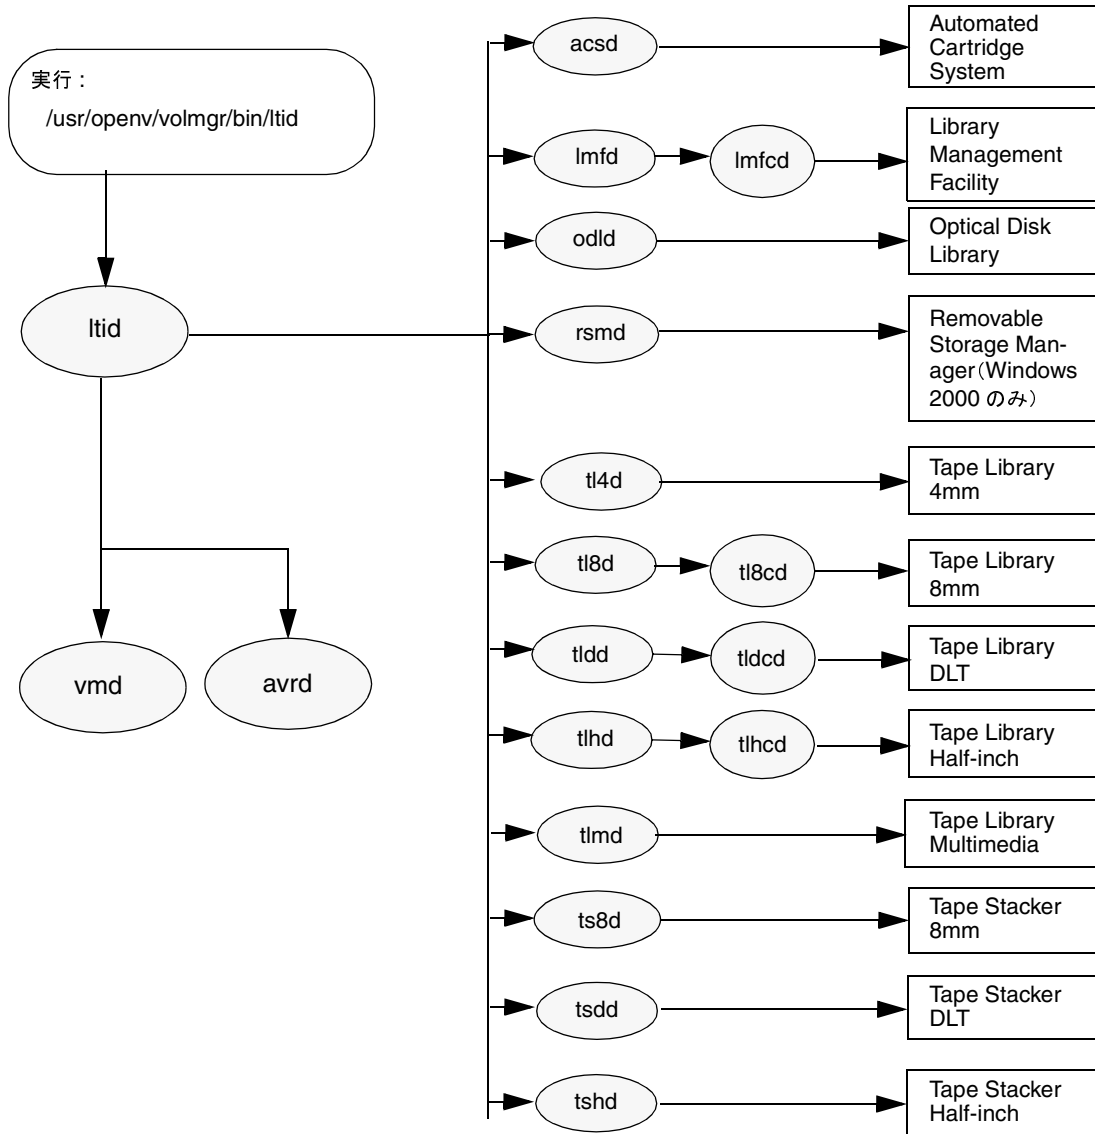 実行：
/usr/openv/volmgr/bin/ltid
ltid
vmd
avrd
acsd
Automated
Cartridge
System
lmfd
lmfcd
Library
Management
Facility
odld
Optical Disk
Library
rsmd
Removable
Storage Man-
ager（Windows
2000 のみ）
tl4d
Tape Library
4mm
tl8d
tl8cd
Tape Library
8mm
tldd
tldcd
Tape Library
DLT
tlhd
tlhcd
Tape Library
Half-inch
tlmd
Tape Library
Multimedia
ts8d
Tape Stacker
8mm
tsdd
Tape Stacker
DLT
tshd
Tape Stacker
Half-inch